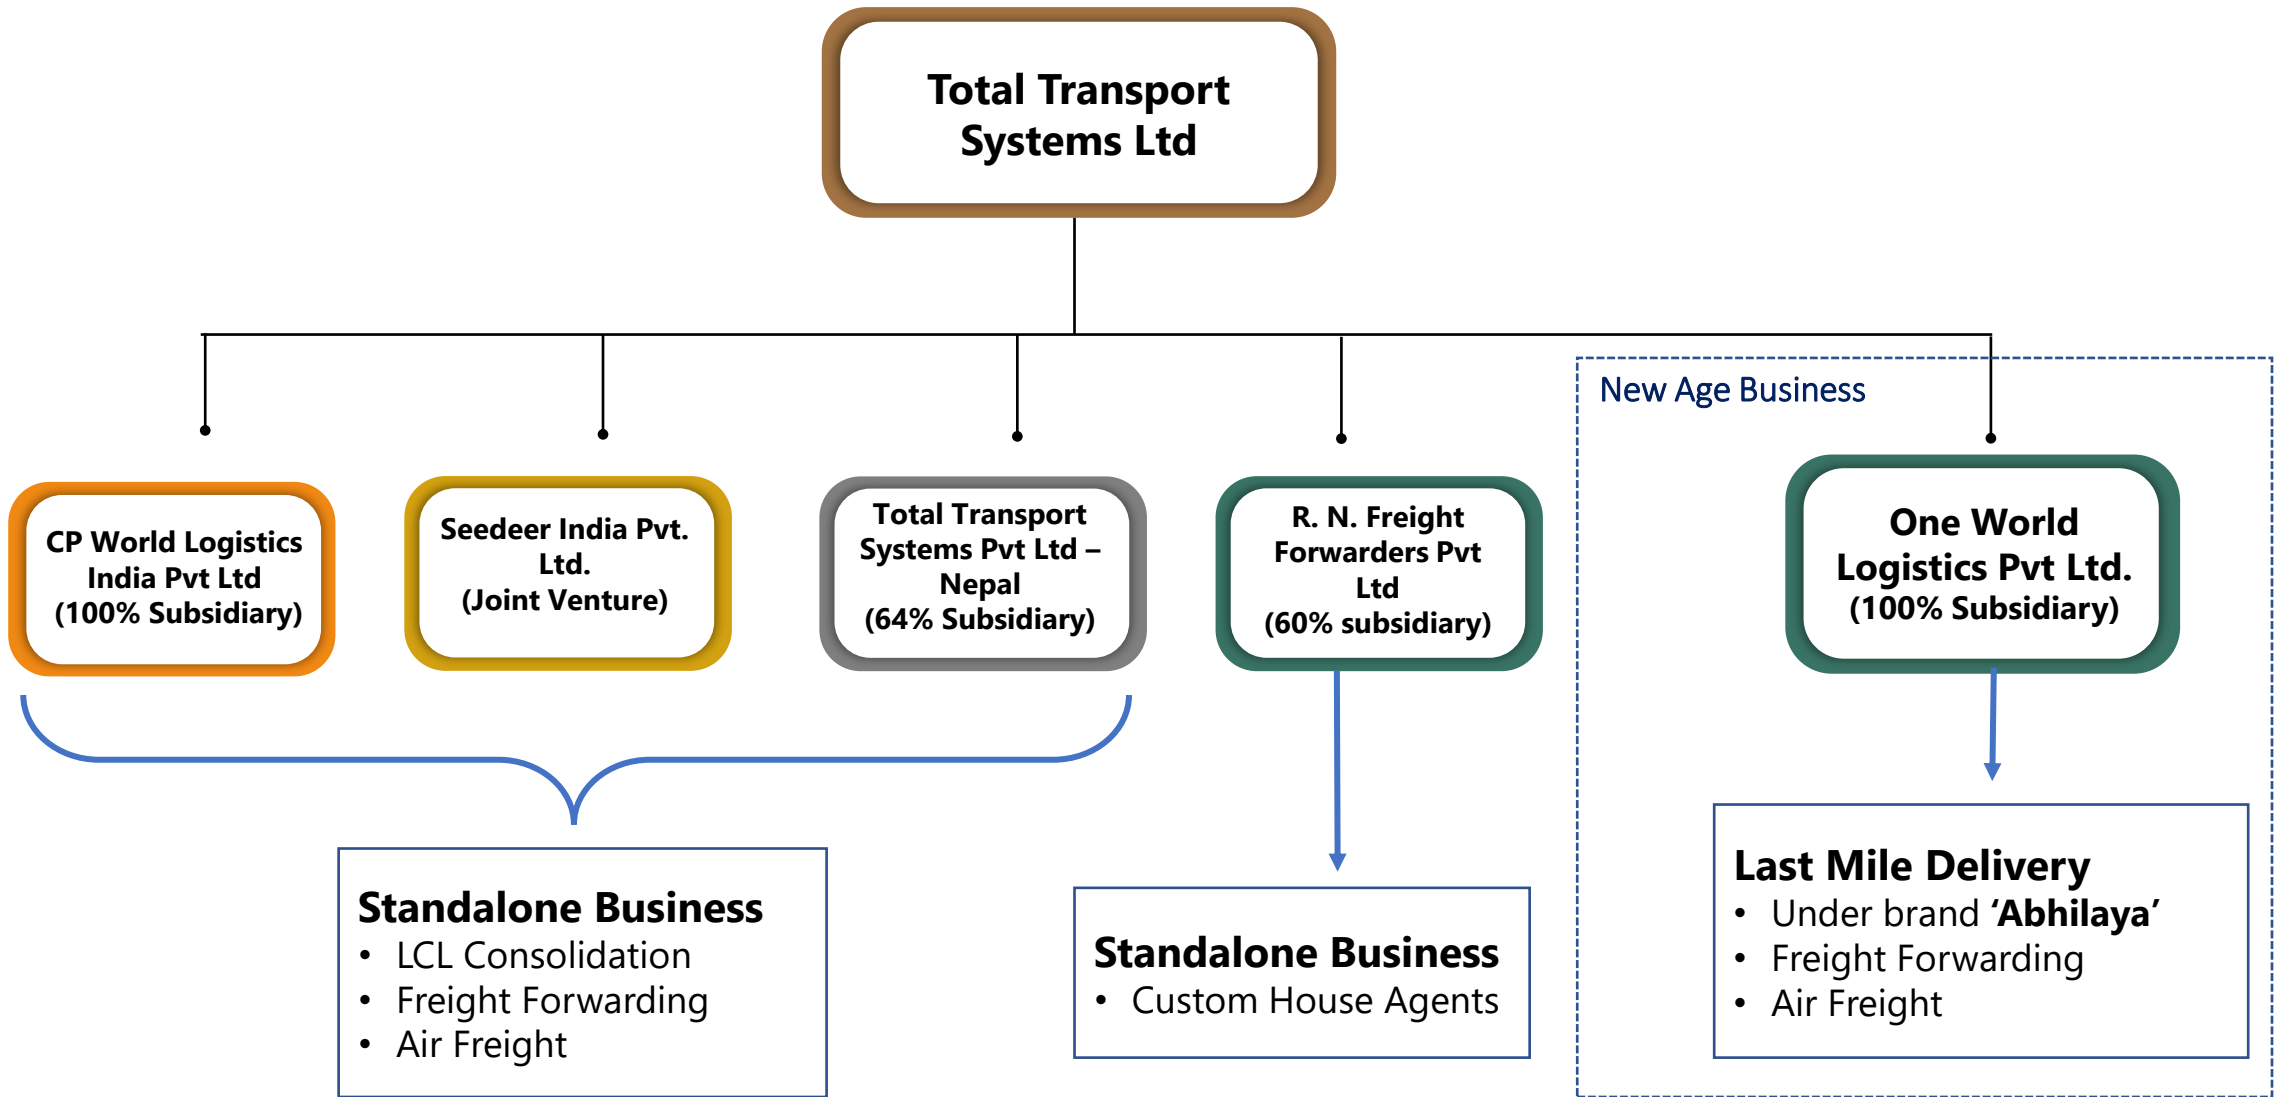 Total Transport
Systems Ltd
New Age Business
CP World Logistics
India Pvt Ltd
(100% Subsidiary)
Seedeer India Pvt.
Ltd.
(Joint Venture)
Total Transport
Systems Pvt Ltd –
Nepal
(64% Subsidiary)
R. N. Freight
Forwarders Pvt
Ltd
(60% subsidiary)
One World
Logistics Pvt Ltd.
(100% Subsidiary)
Standalone Business
• LCL Consolidation
• Freight Forwarding
• Air Freight
Standalone Business
• Custom House Agents
Last Mile Delivery
• Under brand ‘Abhilaya’
• Freight Forwarding
• Air Freight